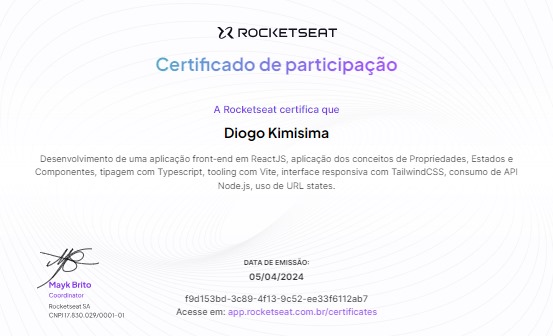 ROCKETSEAT
Certificado de participação
A Rocketseat certifica que
Diogo Kimisima
Desenvolvimento de uma aplicação front-end em ReactJS, aplicação dos conceitos de Propriedades, Estados e
Componentes, tipagem com Typescript, tooling com Vite, interface responsiva com TailwindCSS, consumo de API
Node.js, uso de URL states.
Mayk Brito
Coordinator
Rocketseat SA
CNPJ 17.830.029/0001-01
DATA DE EMISSÃO:
05/04/2024
f9d153bd-3c89-4f13-9c52-ee33f6112ab7
Acesse em: app.rocketseat.com.br/certificates